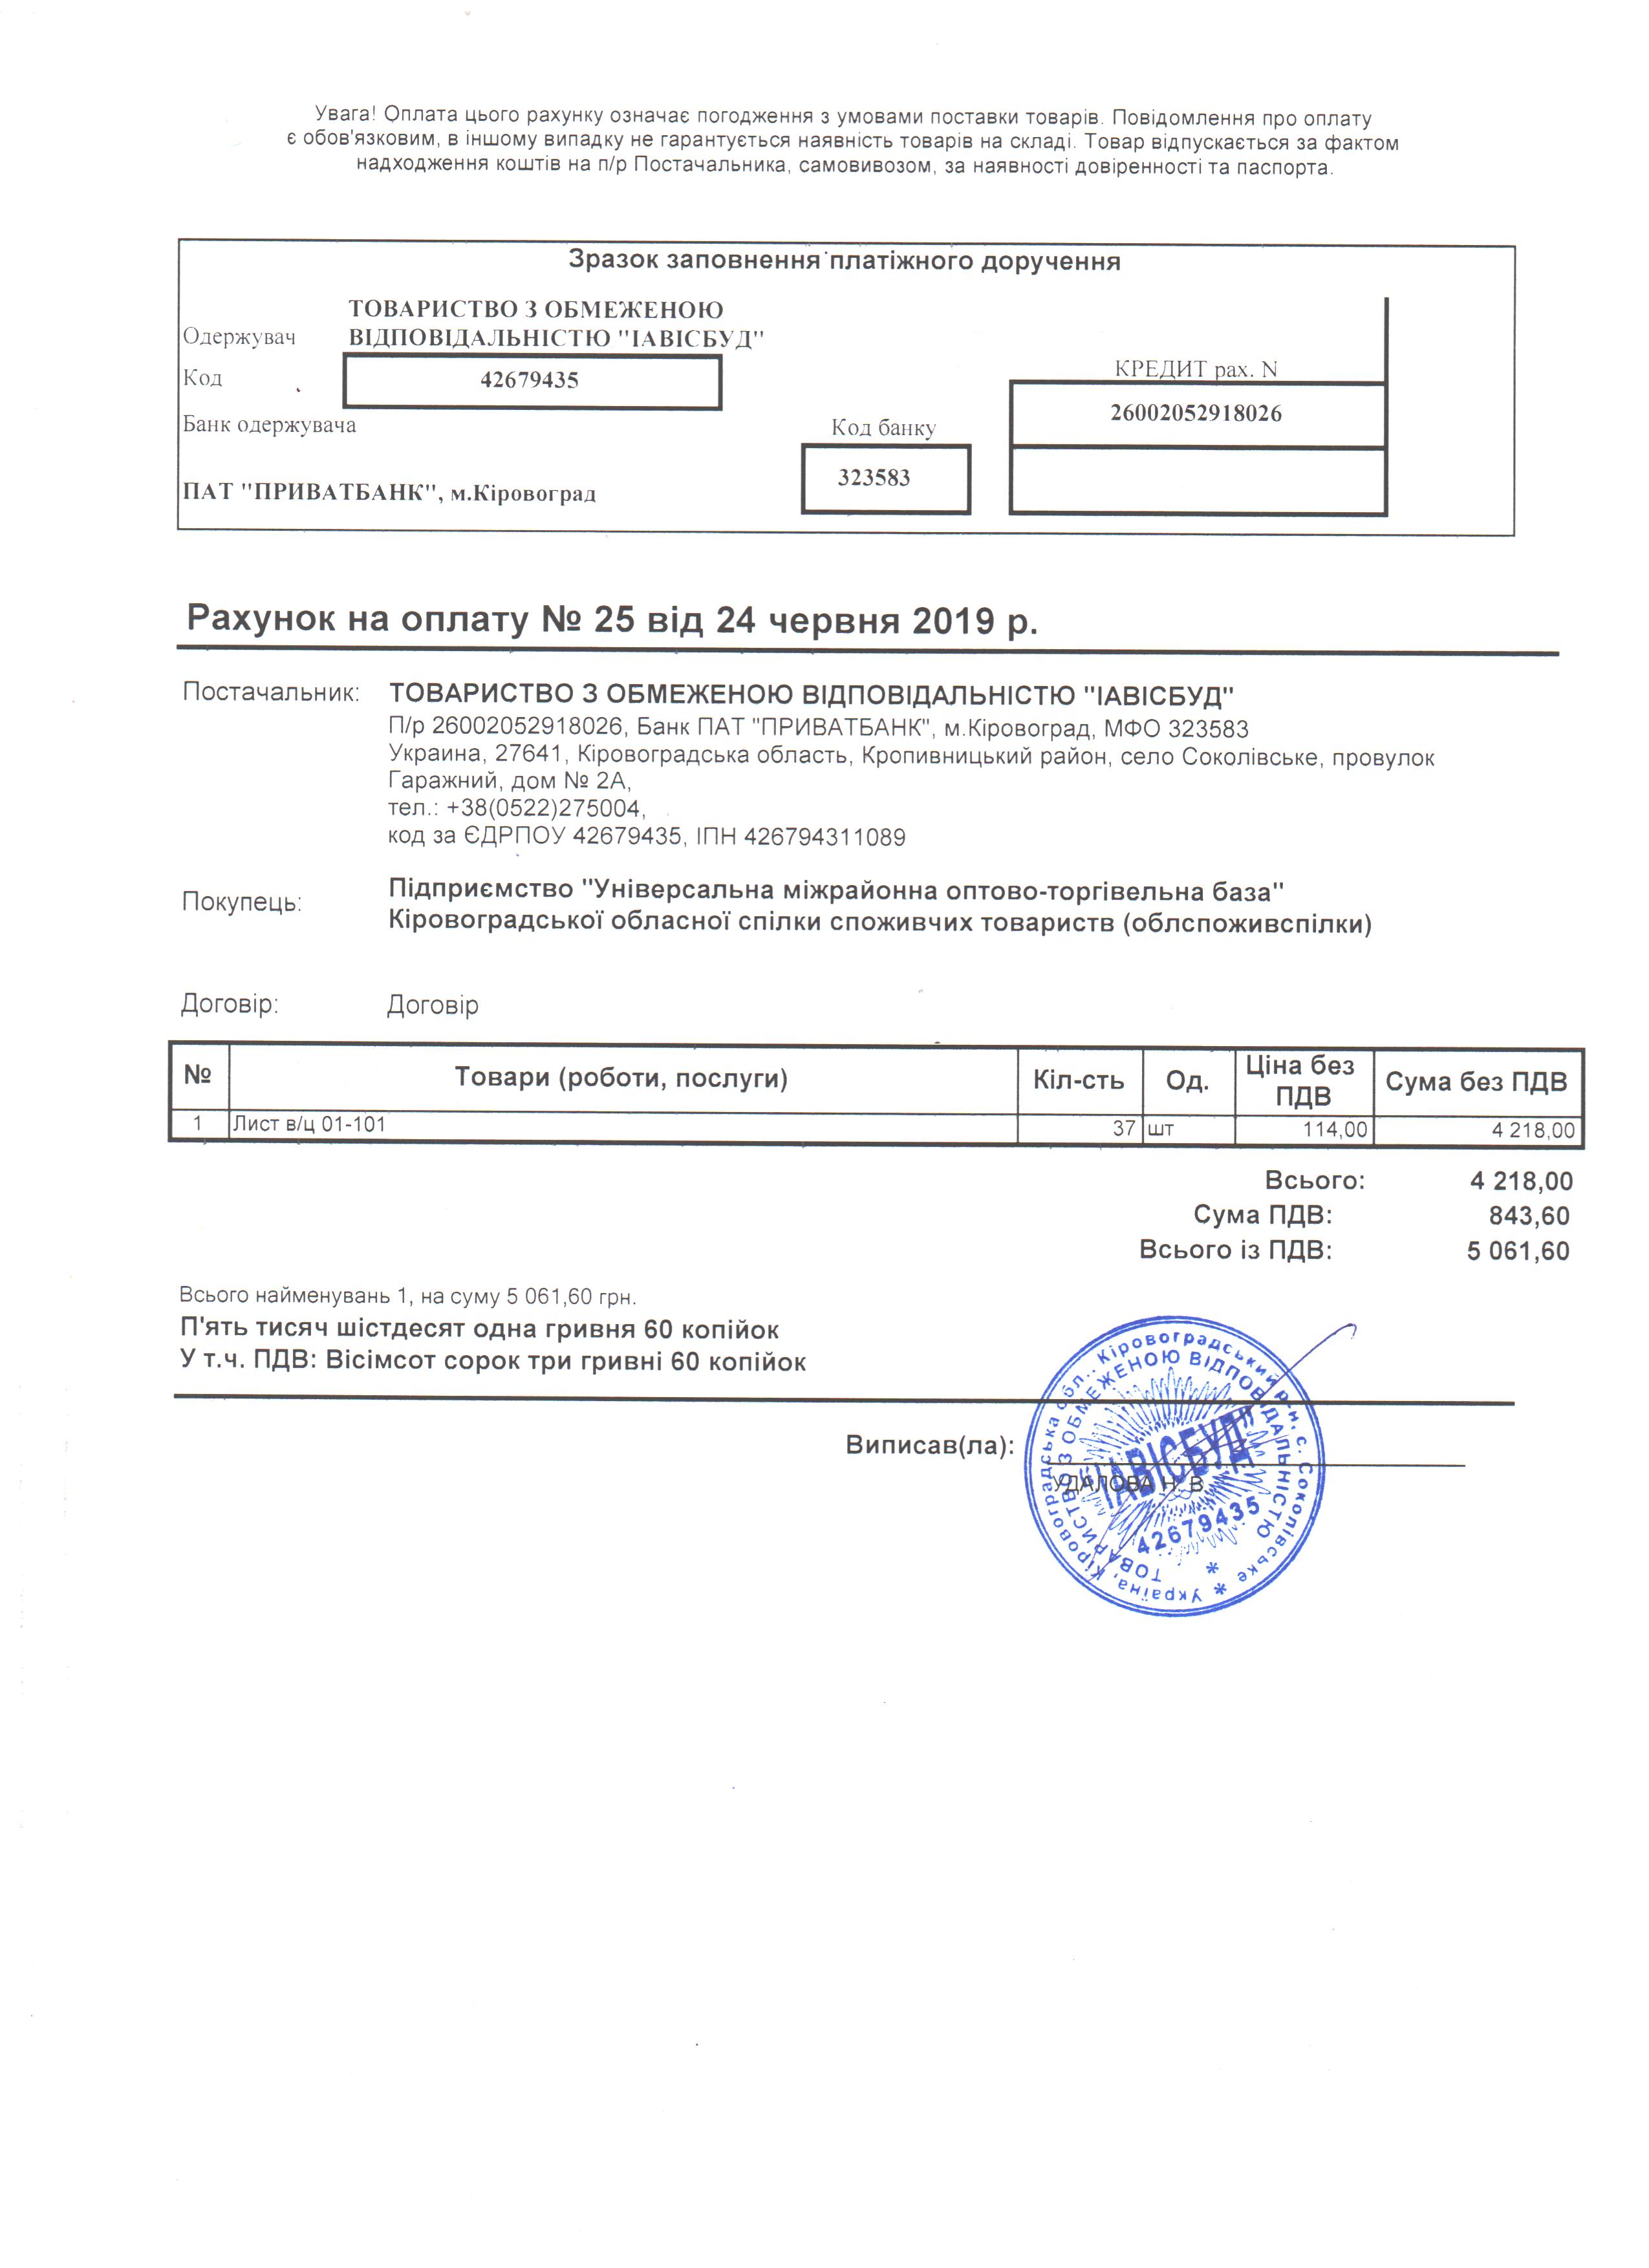 Увага! Оплата цього рахунку означає погодження з умовами поставки товарів. Повідомлення про оплату
є обов'язковим, в іншому випадку не гарантується наявність товарів на складі. Товар відпускається за фактом
надходження коштів на п/р Постачальника, самовивозом, за наявності довіренності та паспорта.
Зразок заповнення платіжного доручення
ТОВАРИСТВО З ОБМЕЖЕНОЮ
Одержувач ВІДПОВІДАЛЬНІСТЮ "ІАВІСБУД"
Код 42679435 КРЕДИТ рах. N
26002052918026
Банк одержувача Код банку
ПАТ "ПРИВАТБАНК", м.Кіровоград 323583
Рахунок на оплату № 25 від 24 червня 2019 р.
Постачальник: ТОВАРИСТВО З ОБМЕЖЕНОЮ ВІДПОВІДАЛЬНІСТЮ "ІАВІСБУД"
П/р 26002052918026, Банк ПАТ "ПРИВАТБАНК", м.Кіровоград, МФО 323583
Украина, 27641, Кіровоградська область, Кропивницький район, село Соколівське, провулок
Гаражний, дом № 2А,
тел.: +38(0522)275004,
код за ЄДРПОУ 42679435, ІПН 426794311089
Покупець: Підприємство "Універсальна міжрайонна оптово-торгівельна база"
Кіровоградської обласної спілки споживчих товариств (облспоживспілки)
Договір: Договір
№ Товари (роботи, послуги) Кіл-сть Од. Ціна без ПДВ Сума без ПДВ
1 Лист в/ц 01-101 37 шт 114,00 4 218,00
Всього: 4 218,00
Сума ПДВ: 843,60
Всього із ПДВ: 5 061,60
Всього найменувань 1, на суму 5 061,60 грн.
П'ять тисяч шістдесят одна гривня 60 копійок
У т.ч. ПДВ: Вісімсот сорок три гривні 60 копійок
Виписав(ла):
УДАЛОВА Н. В.
Україна, Кіровоградська обл., Кіровоградський р-н, с. Соколівське *
ТОВАРИСТВО З ОБМЕЖЕНОЮ ВІДПОВІДАЛЬНІСТЮ *
"ІАВІСБУД"
42679435